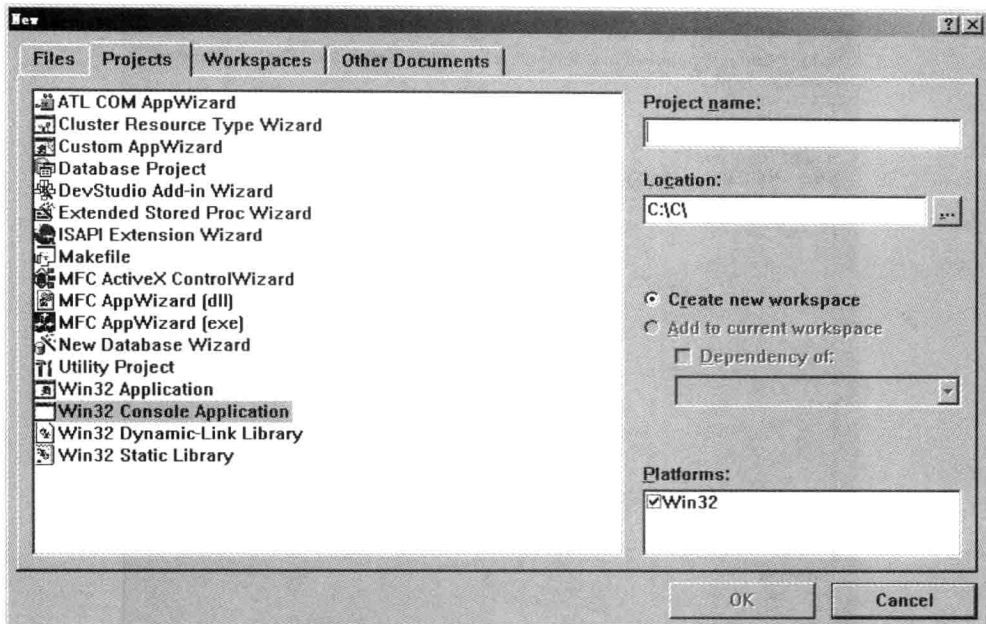 New
Files
Projects
Workspaces
Other Documents
ATL COM AppWizard
Cluster Resource Type Wizard
Custom AppWizard
Database Project
DevStudio Add-in Wizard
Extended Stored Proc Wizard
ISAPI Extension Wizard
Makefile
MFC ActiveX ControlWizard
MFC AppWizard (dll)
MFC AppWizard (exe)
New Database Wizard
Utility Project
Win32 Application
Win32 Console Application
Win32 Dynamic-Link Library
Win32 Static Library
Project name:
Location:
C:\C\
...
Create new workspace
Add to current workspace
Dependency of:
Platforms:
Win32
OK
Cancel